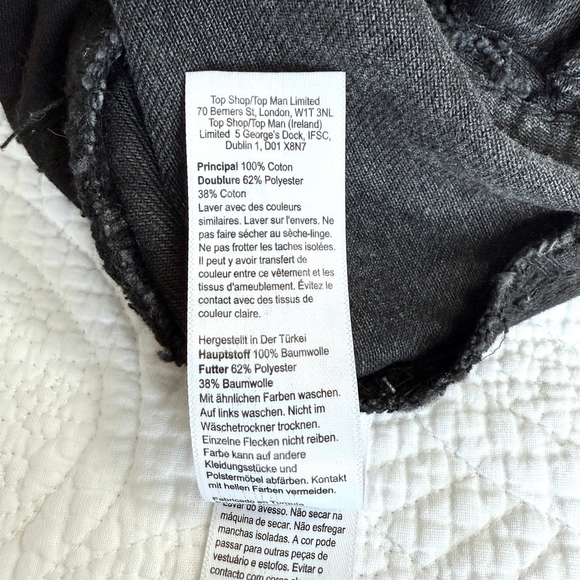 Top Shop/Top Man Limited
70 Berners St, London, W1T 3NL
Top Shop/Top Man (Ireland)
Limited 5 George's Dock, IFSC,
Dublin 1, D01 X8N7
Principal 100% Coton
Doublure 62% Polyester
38% Coton
Laver avec des couleurs
similaires. Laver sur l'envers. Ne
pas faire sécher au sèche-linge.
Ne pas frotter les taches isolées.
Il peut y avoir transfert de
couleur entre ce vêtement et les
tissus d'ameublement. Évitez le
contact avec des tissus de
couleur claire.
Hergestellt in Der Türkei
Hauptstoff 100% Baumwolle
Futter 62% Polyester
38% Baumwolle
Mit ähnlichen Farben waschen.
Auf links waschen. Nicht im
Wäschetrockner trocknen.
Einzelne Flecken nicht reiben.
Farbe kann auf andere
Kleidungsstücke und
Polstermöbel abfärben. Kontakt
mit hellen Farben vermeiden.
Fabricado en Turquía
Lavar do avesso. Não secar na
máquina de secar. Não esfregar
manchas isoladas. A cor pode
passar para outras peças de
vestuário e estofos. Evitar o
contacto com